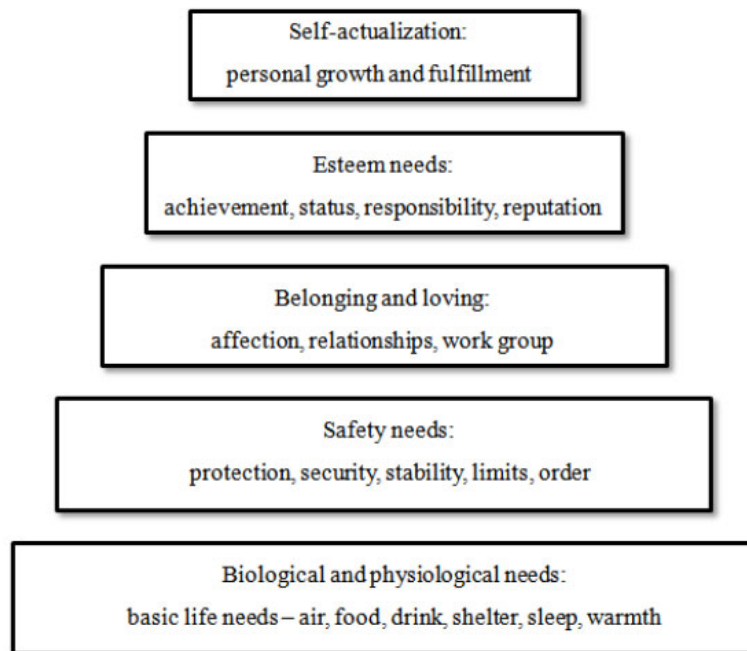 Self-actualization:
personal growth and fulfillment
Esteem needs:
achievement, status, responsibility, reputation
Belonging and loving:
affection, relationships, work group
Safety needs:
protection, security, stability, limits, order
Biological and physiological needs:
basic life needs – air, food, drink, shelter, sleep, warmth